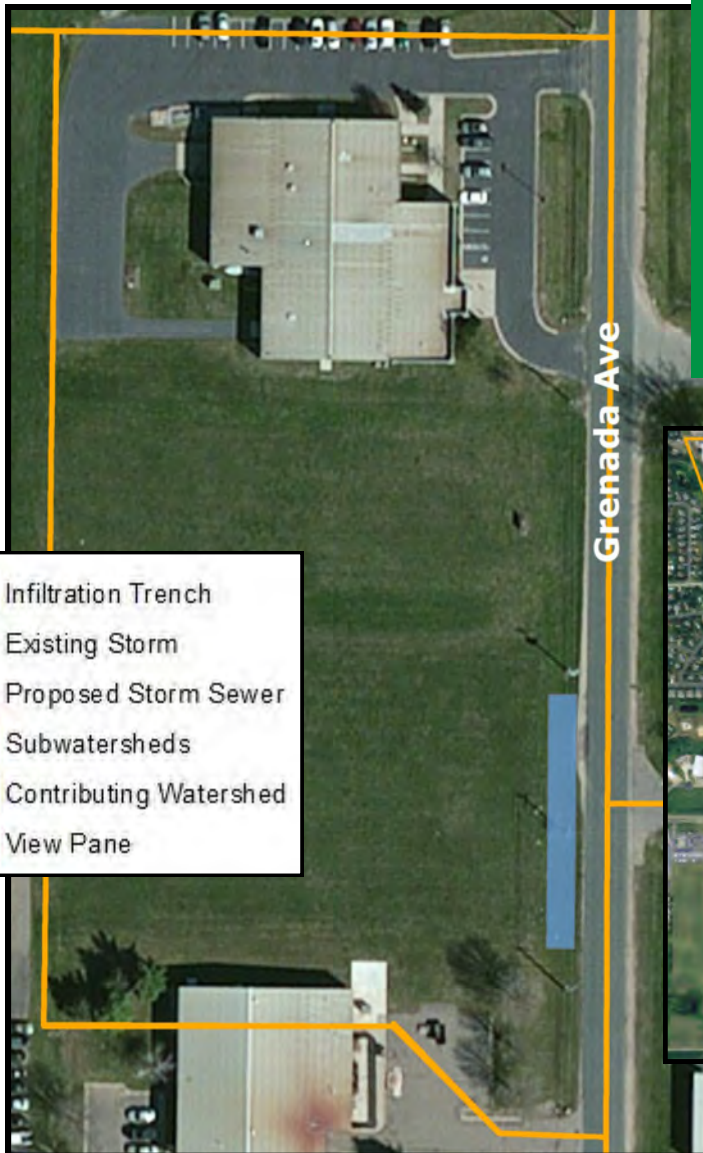 Grenada Ave
Infiltration Trench
Existing Storm
Proposed Storm Sewer
Subwatersheds
Contributing Watershed
View Pane